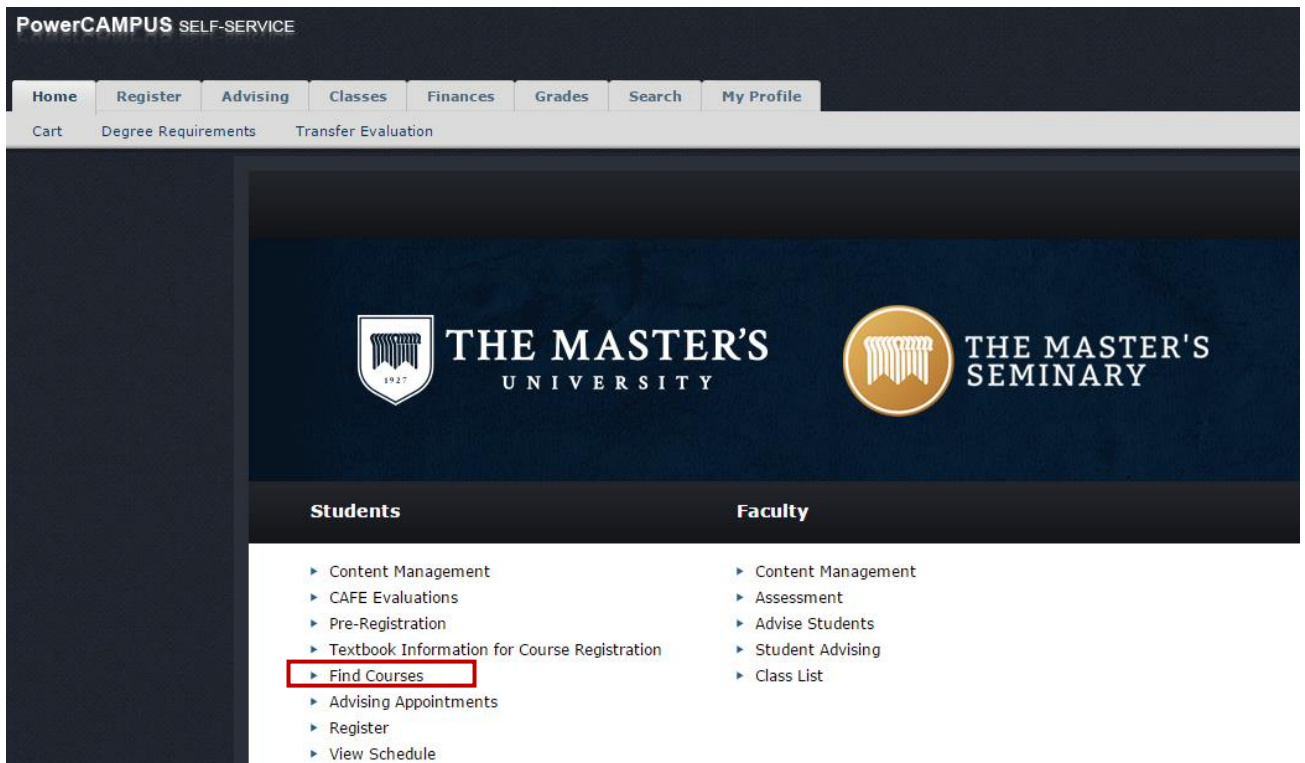 PowerCAMPUS SELF-SERVICE
Home Register Advising Classes Finances Grades Search My Profile
Cart Degree Requirements Transfer Evaluation
1927
THE MASTER'S
UNIVERSITY
THE MASTER'S
SEMINARY
Students
Content Management
CAFE Evaluations
Pre-Registration
Textbook Information for Course Registration
Find Courses
Advising Appointments
Register
View Schedule
Faculty
Content Management
Assessment
Advise Students
Student Advising
Class List